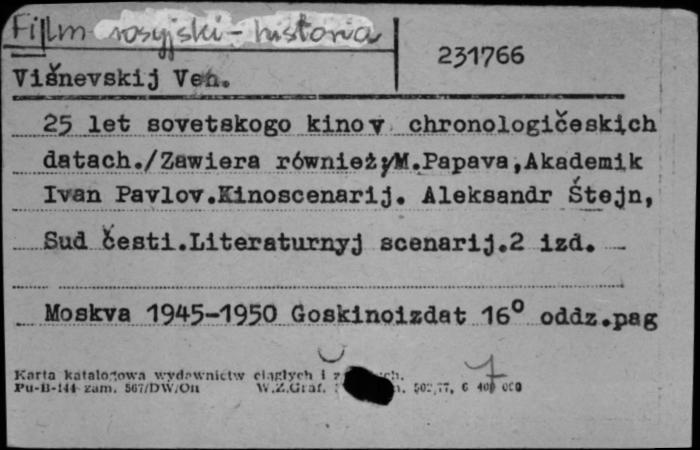 Film rosyjski - historia
231766
Višnevskij Ven.
25 let sovetskogo kino v chronologičeskich
datach./Zawiera również/M.Papava,Akademik
Ivan Pavlov.Kinoscenarij. Aleksandr Štejn,
Sud česti.Literaturnyj scenarij.2 izd.
Moskva 1945-1950 Goskinoizdat 16° oddz.pag
Karta katalogowa wydawnictw ciągłych i
Pu-B-144 zam. 567/DW/On W.Z.Graf.